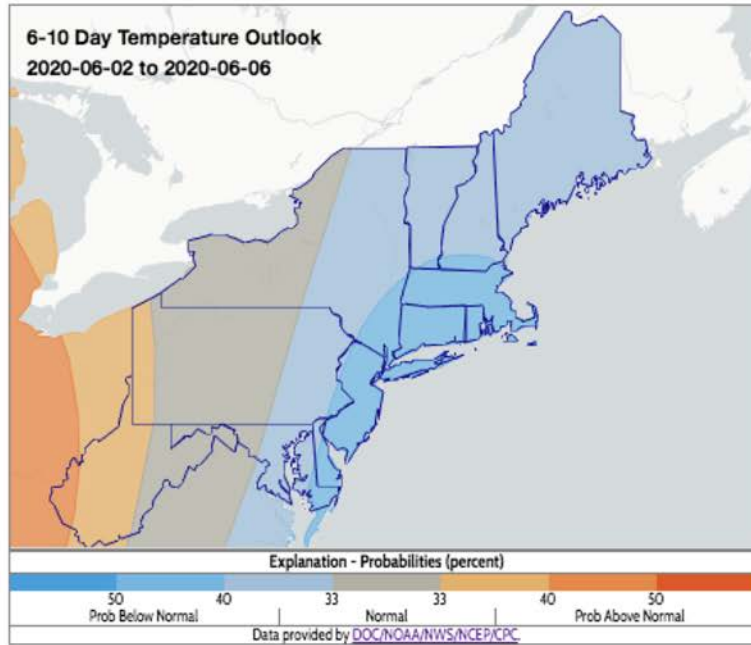 6-10 Day Temperature Outlook
2020-06-02 to 2020-06-06
Explanation - Probabilities (percent)
50 40 33 33 40 50
Prob Below Normal | Normal | Prob Above Normal
Data provided by DOC/NOAA/NWS/NCEP/CPC